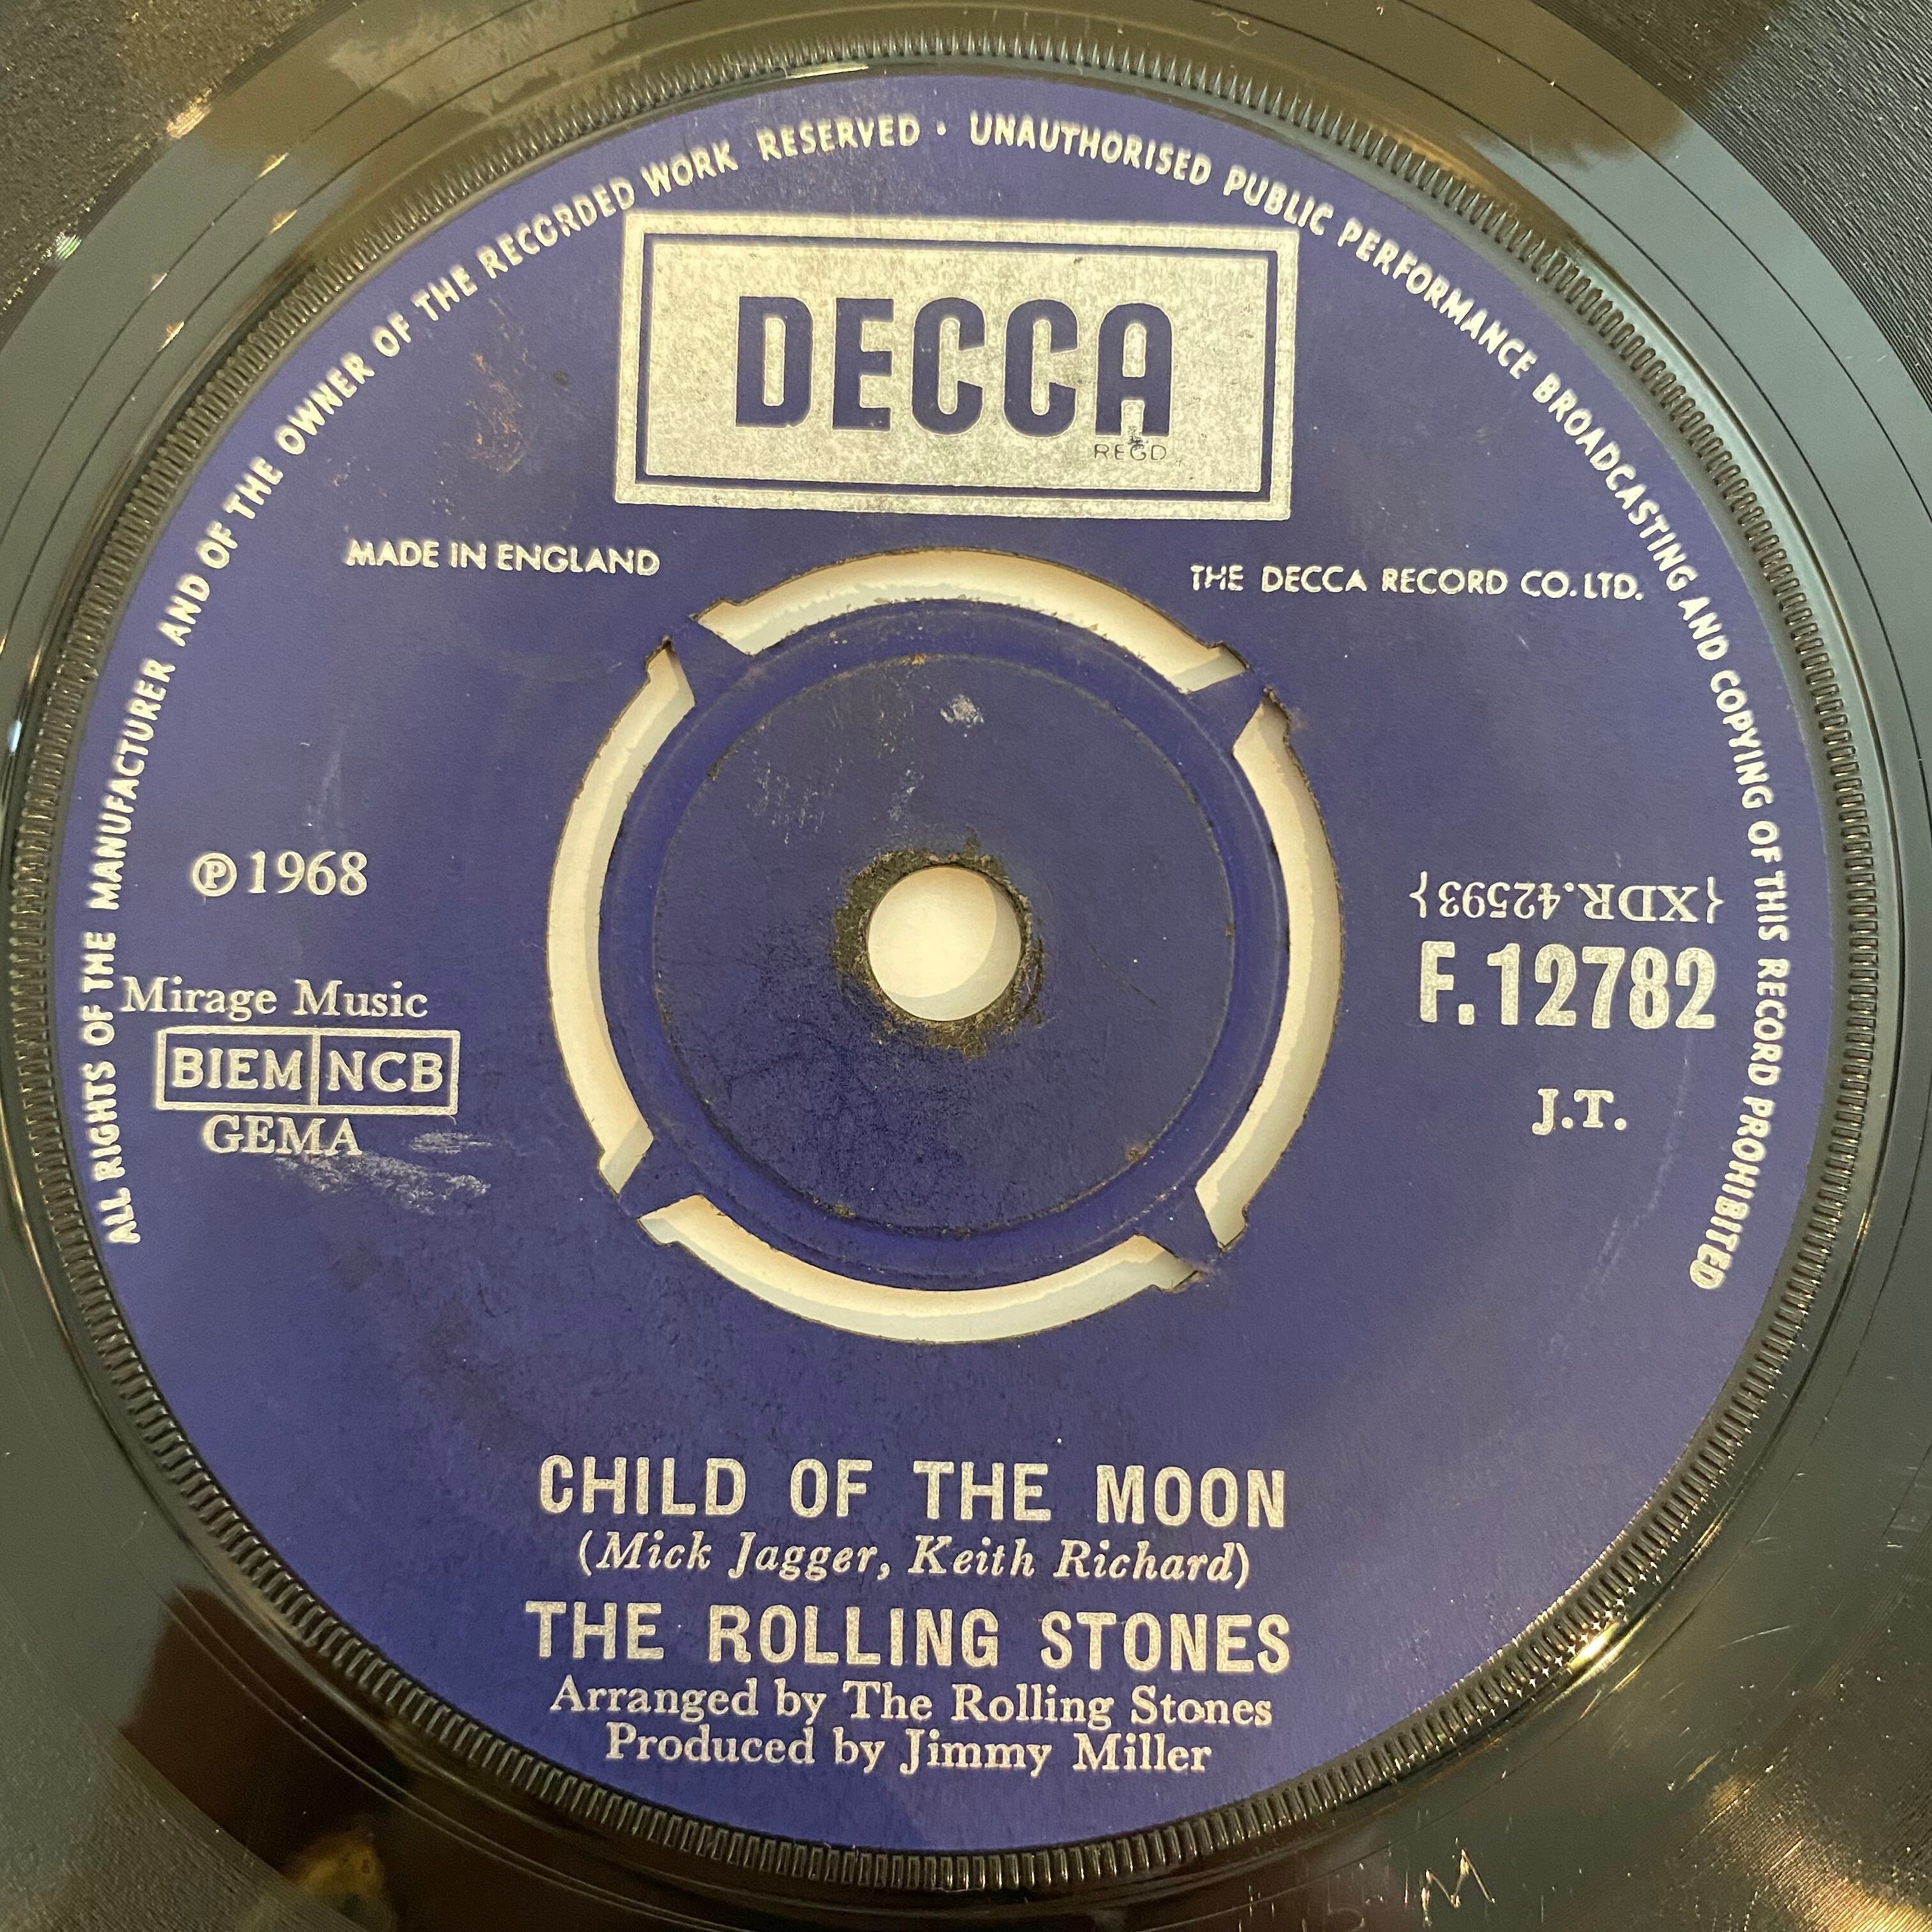 ALL RIGHTS OF THE MANUFACTURER AND OF THE OWNER OF THE RECORDED WORK RESERVED · UNAUTHORISED PUBLIC PERFORMANCE BROADCASTING AND COPYING OF THIS RECORD PROHIBITED
DECCA
REGD
MADE IN ENGLAND
THE DECCA RECORD CO. LTD.
℗ 1968
{XDR.42593}
F.12782
Mirage Music
BIEM NCB
GEMA
J.T.
CHILD OF THE MOON
(Mick Jagger, Keith Richard)
THE ROLLING STONES
Arranged by The Rolling Stones
Produced by Jimmy Miller